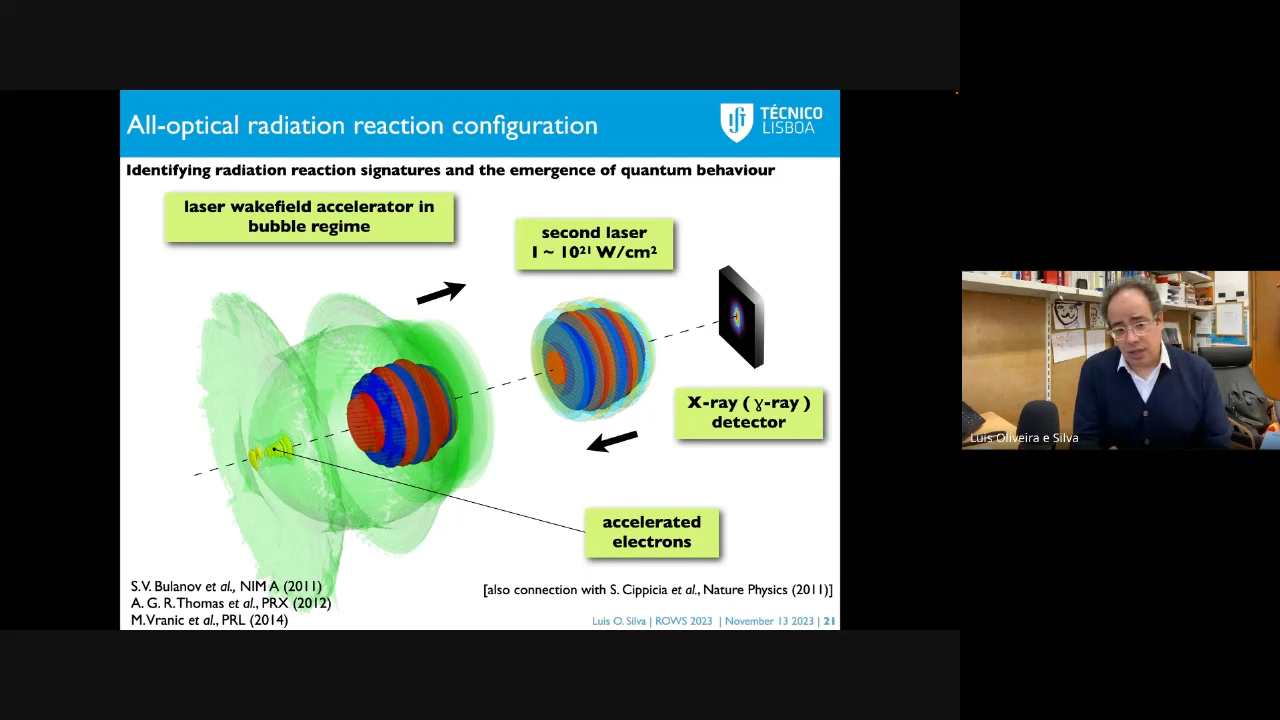 All-optical radiation reaction configuration
TÉCNICO
LISBOA
Identifying radiation reaction signatures and the emergence of quantum behaviour
laser wakefield accelerator in
bubble regime
second laser
I ~ 10²¹ W/cm²
X-ray ( ɣ-ray )
detector
accelerated
electrons
S.V. Bulanov et al., NIM A (2011)
A. G. R. Thomas et al., PRX (2012)
M. Vranic et al., PRL (2014)
[also connection with S. Cippicia et al., Nature Physics (2011)]
Luis O. Silva | ROWS 2023 | November 13 2023 | 21
Luis Oliveira e Silva